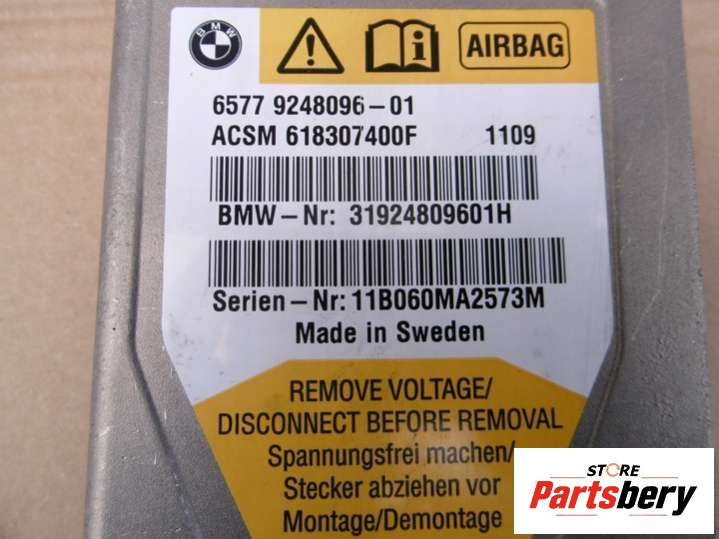 BMW
AIRBAG
6577 9248096-01
ACSM 618307400F 1109
BMW-Nr: 31924809601H
Serien-Nr: 11B060MA2573M
Made in Sweden
REMOVE VOLTAGE/
DISCONNECT BEFORE REMOVAL
Spannungsfrei machen/
Stecker abziehen vor
Montage/Demontage
STORE
Partsbery